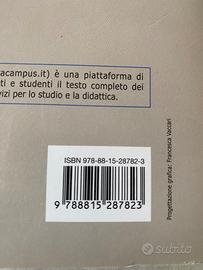 acampus.it) è una piattaforma di
ti e studenti il testo completo dei
vizi per lo studio e la didattica.
ISBN 978-88-15-28782-3
9 788815 287823
Progettazione grafica: Francesca Vaccari
subito